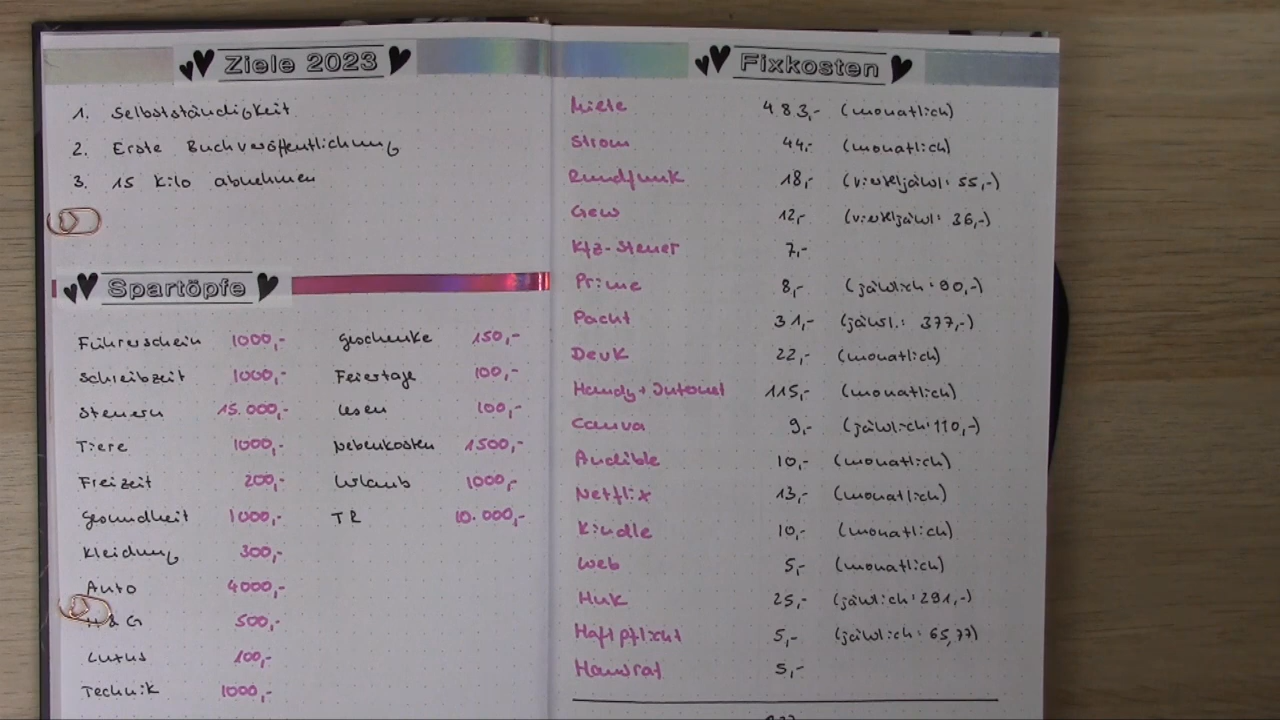 Ziele 2023
1. Selbstständigkeit
2. Erste Buchveröffentlichung
3. 15 Kilo abnehmen
Spartöpfe
Führerschein 1000,-
Schreibzeit 1000,-
Steuern 15.000,-
Tiere 1000,-
Freizeit 200,-
Gesundheit 1000,-
Kleidung 300,-
Auto 4000,-
& G 500,-
Luxus 100,-
Technik 1000,-
Geschenke 150,-
Feiertage 100,-
Lesen 100,-
Nebenkosten 1500,-
Urlaub 1000,-
TR 10.000,-
Fixkosten
Miete 483,- (monatlich)
Strom 44,- (monatlich)
Rundfunk 18,- (vierteljährl: 55,-)
Gew 12,- (vierteljährl: 36,-)
Kfz-Steuer 7,-
Prime 8,- (jährlich: 90,-)
Pacht 31,- (jährl.: 377,-)
Devk 22,- (monatlich)
Handy + Internet 115,- (monatlich)
Canva 9,- (jährlich: 110,-)
Audible 10,- (monatlich)
Netflix 13,- (monatlich)
Kindle 10,- (monatlich)
Web 5,- (monatlich)
Huk 25,- (jährlich: 291,-)
Haftpflicht 5,- (jährlich: 65,77)
Hausrat 5,-